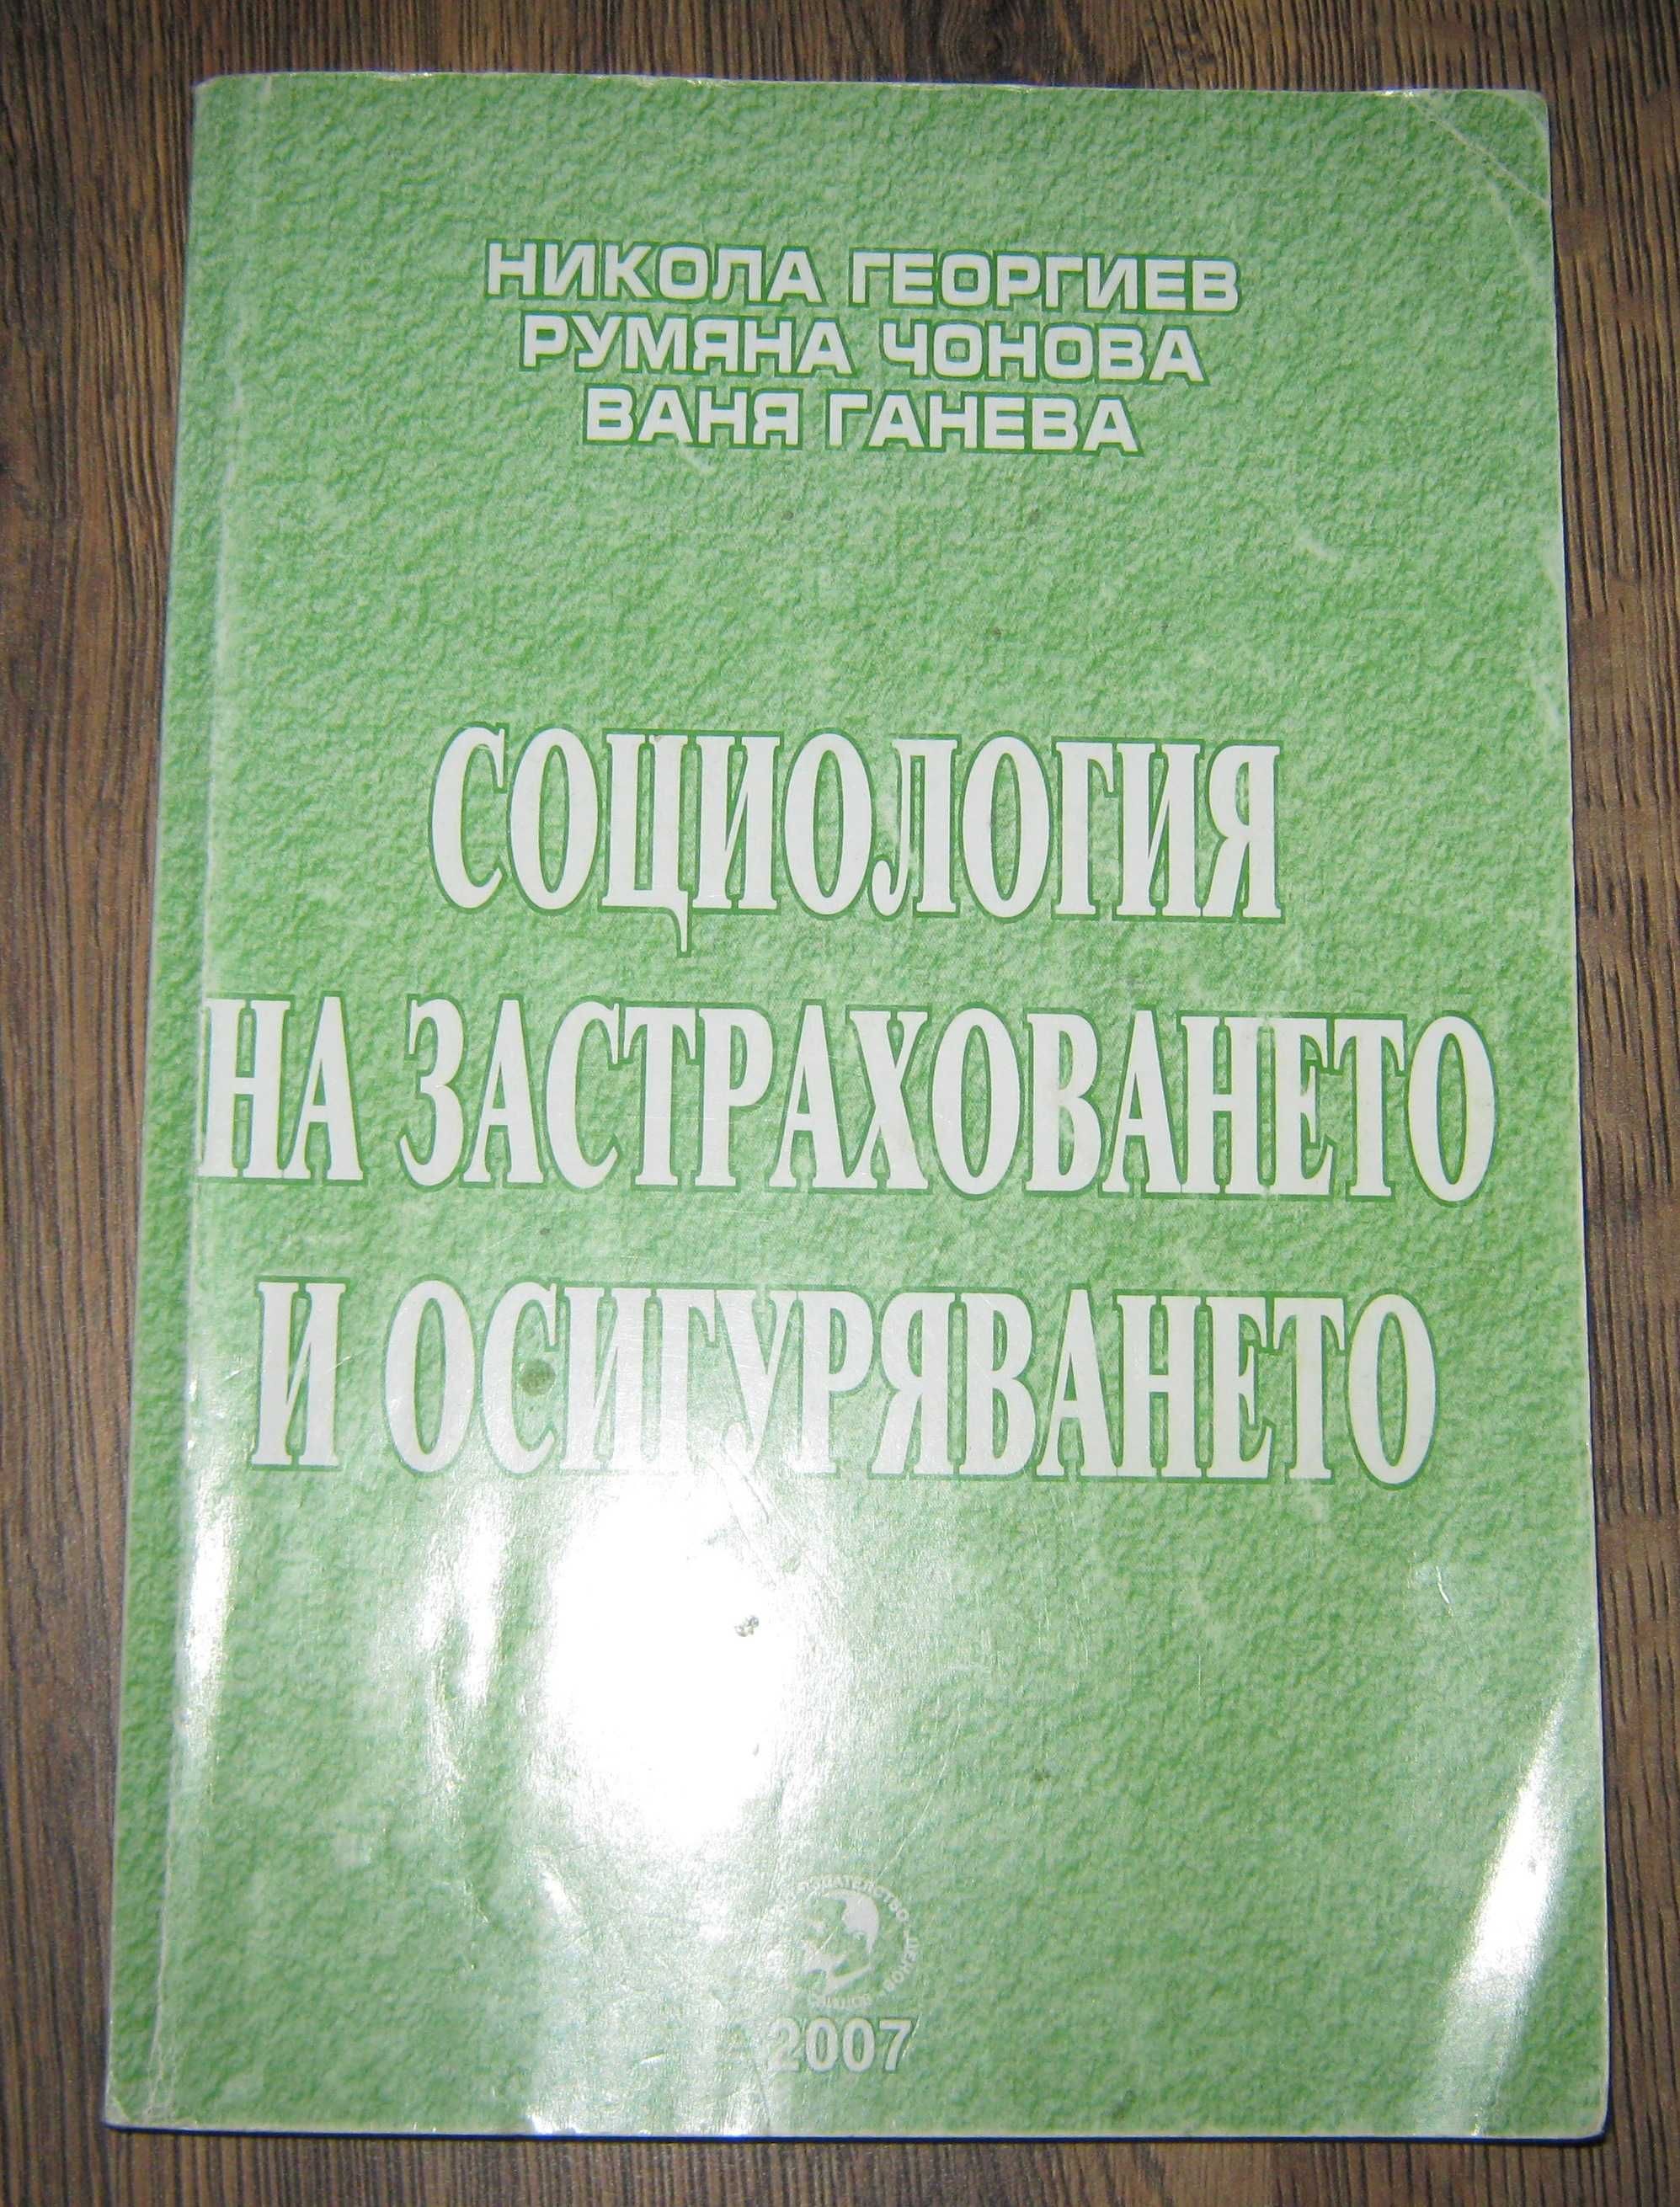 НИКОЛА ГЕОРГИЕВ
РУМЯНА ЧОНОВА
ВАНЯ ГАНЕВА
СОЦИОЛОГИЯ
НА ЗАСТРАХОВАНЕТО
И ОСИГУРЯВАНЕТО
2007